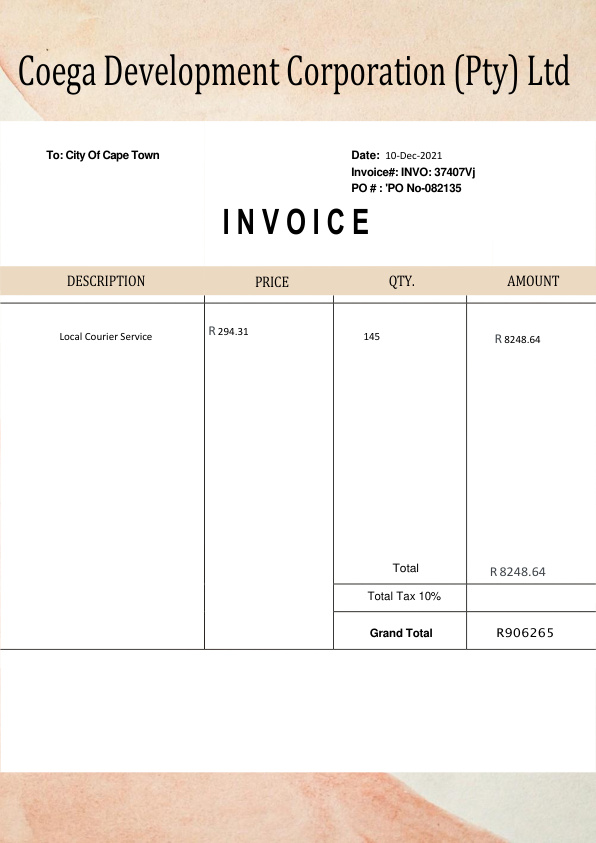 Coega Development Corporation (Pty) Ltd
To: City Of Cape Town
Date: 10-Dec-2021
Invoice#: INVO: 37407Vj
PO # : 'PO No-082135
INVOICE
DESCRIPTION PRICE QTY. AMOUNT
Local Courier Service R 294.31 145 R 8248.64
Total R 8248.64
Total Tax 10%
Grand Total R906265